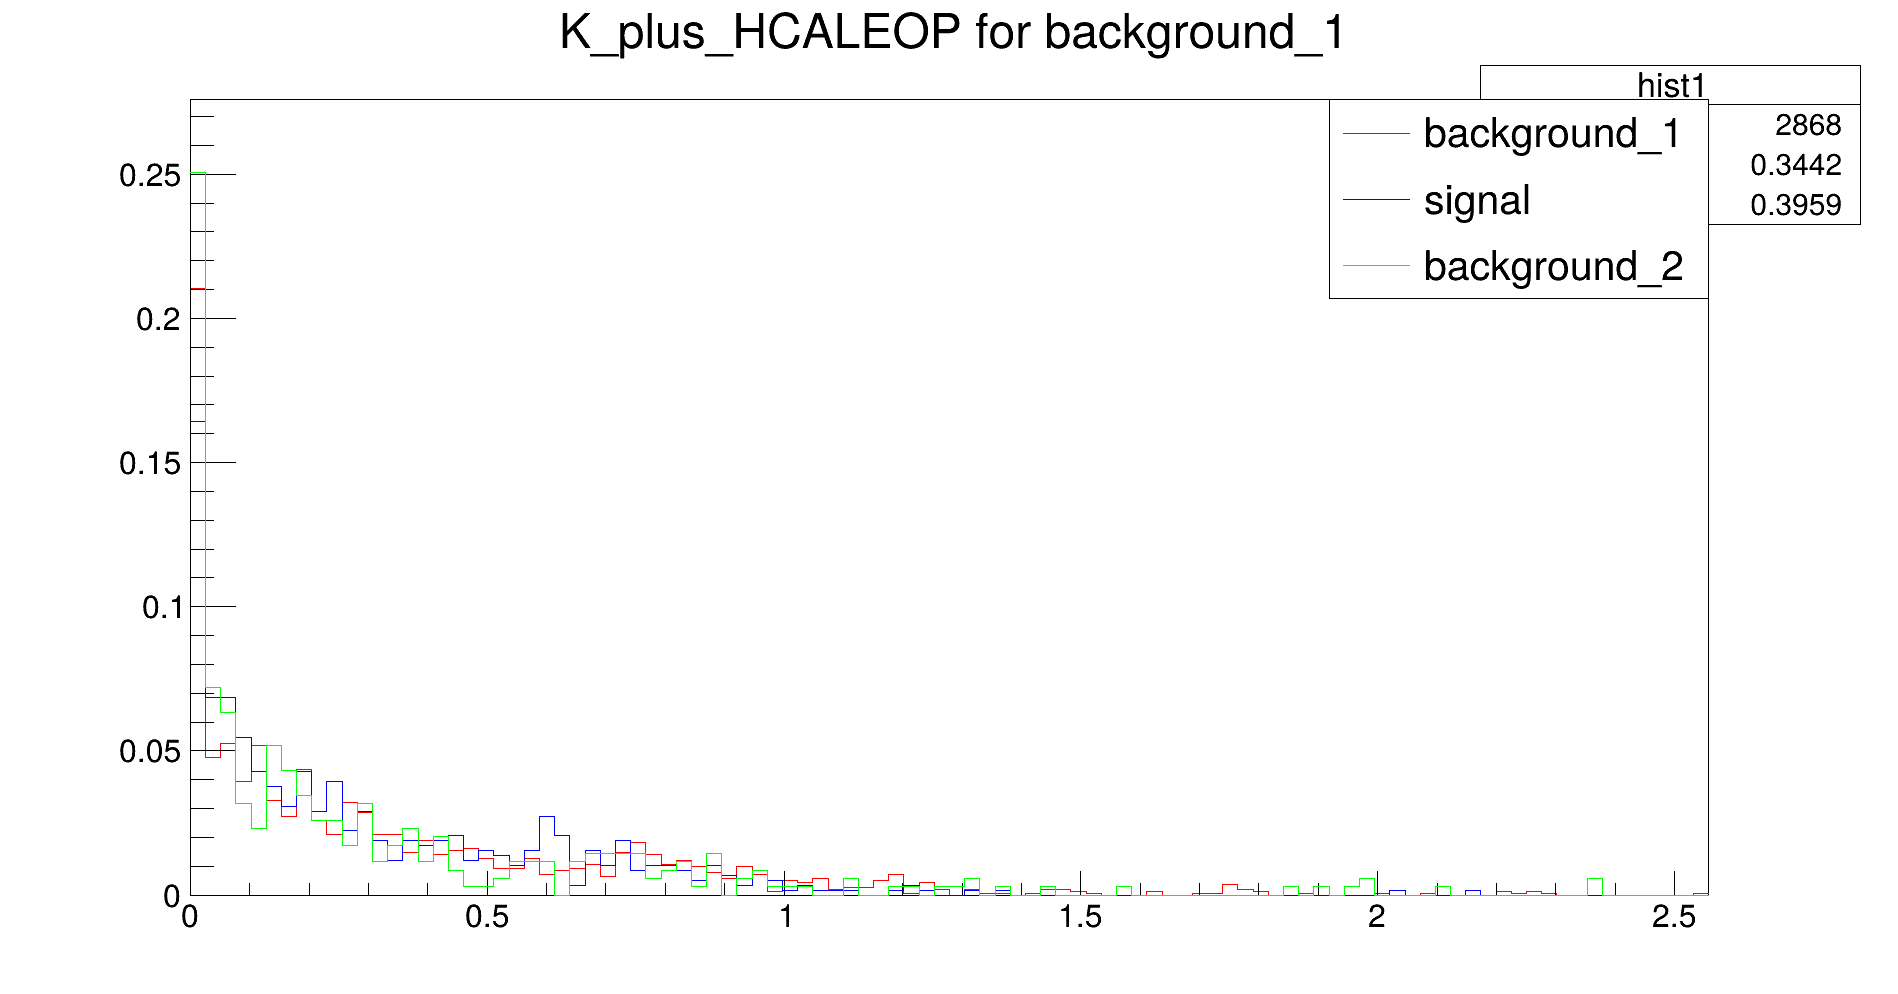 K_plus_HCALEOP for background_1
hist1
2868
0.3442
0.3959
background_1
signal
background_2
0.25
0.2
0.15
0.1
0.05
0
0 0.5 1 1.5 2 2.5